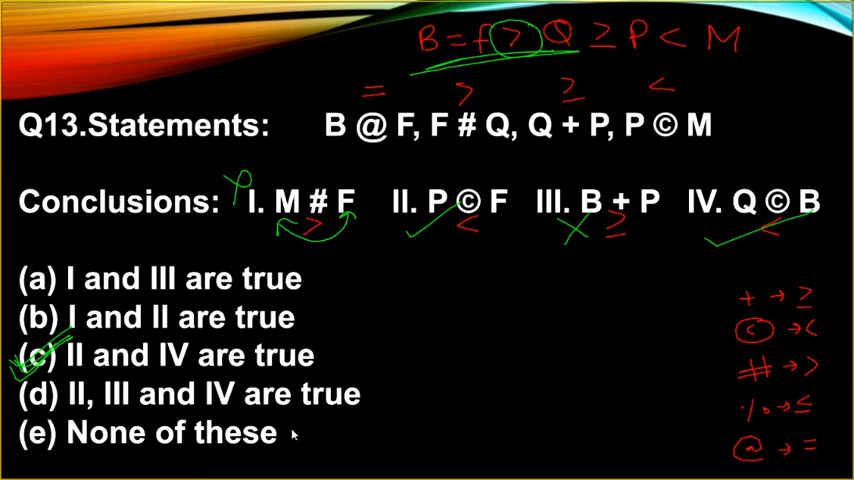 B = f > Q ≥ P < M
= > ≥ <
Q13.Statements: B @ F, F # Q, Q + P, P © M
Conclusions: I. M # F II. P © F III. B + P IV. Q © B
> < ≥ <
(a) I and III are true
(b) I and II are true
(c) II and IV are true
(d) II, III and IV are true
(e) None of these
+ → ≥
© → <
# → >
% → ≤
@ → =